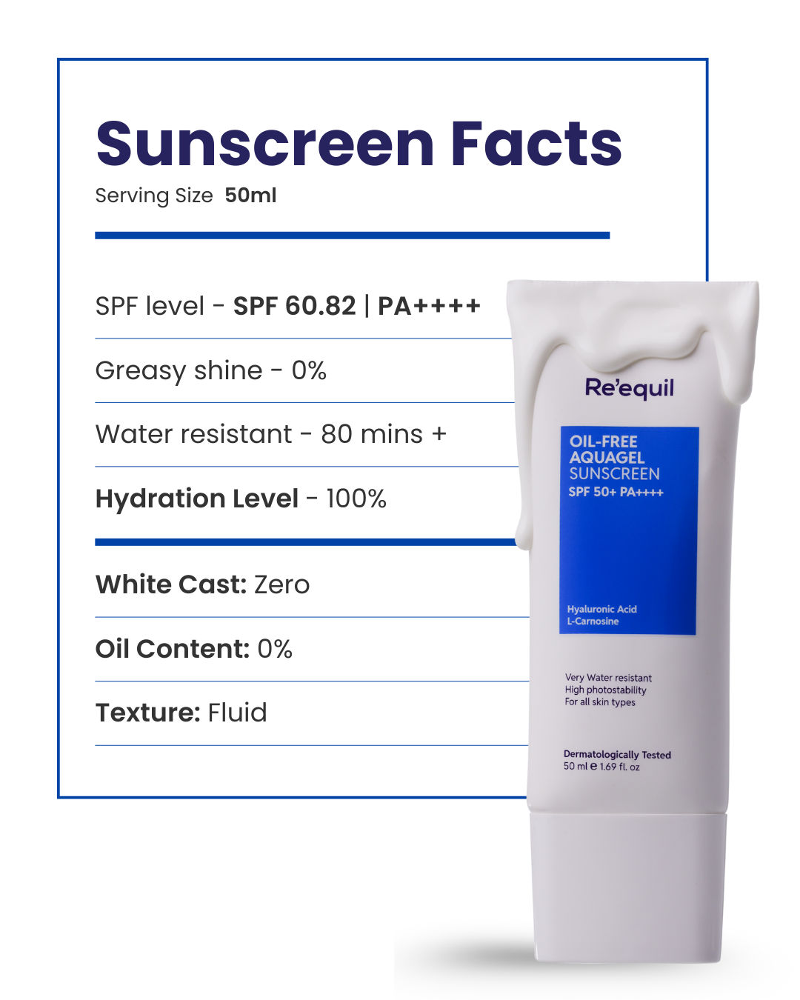 Sunscreen Facts
Serving Size 50ml
SPF level - SPF 60.82 | PA++++
Greasy shine - 0%
Water resistant - 80 mins +
Hydration Level - 100%
White Cast: Zero
Oil Content: 0%
Texture: Fluid
Re'equil
OIL-FREE
AQUAGEL
SUNSCREEN
SPF 50+ PA++++
Hyaluronic Acid
L-Carnosine
Very Water resistant
High photostability
For all skin types
Dermatologically Tested
50 ml ℮ 1.69 fl. oz